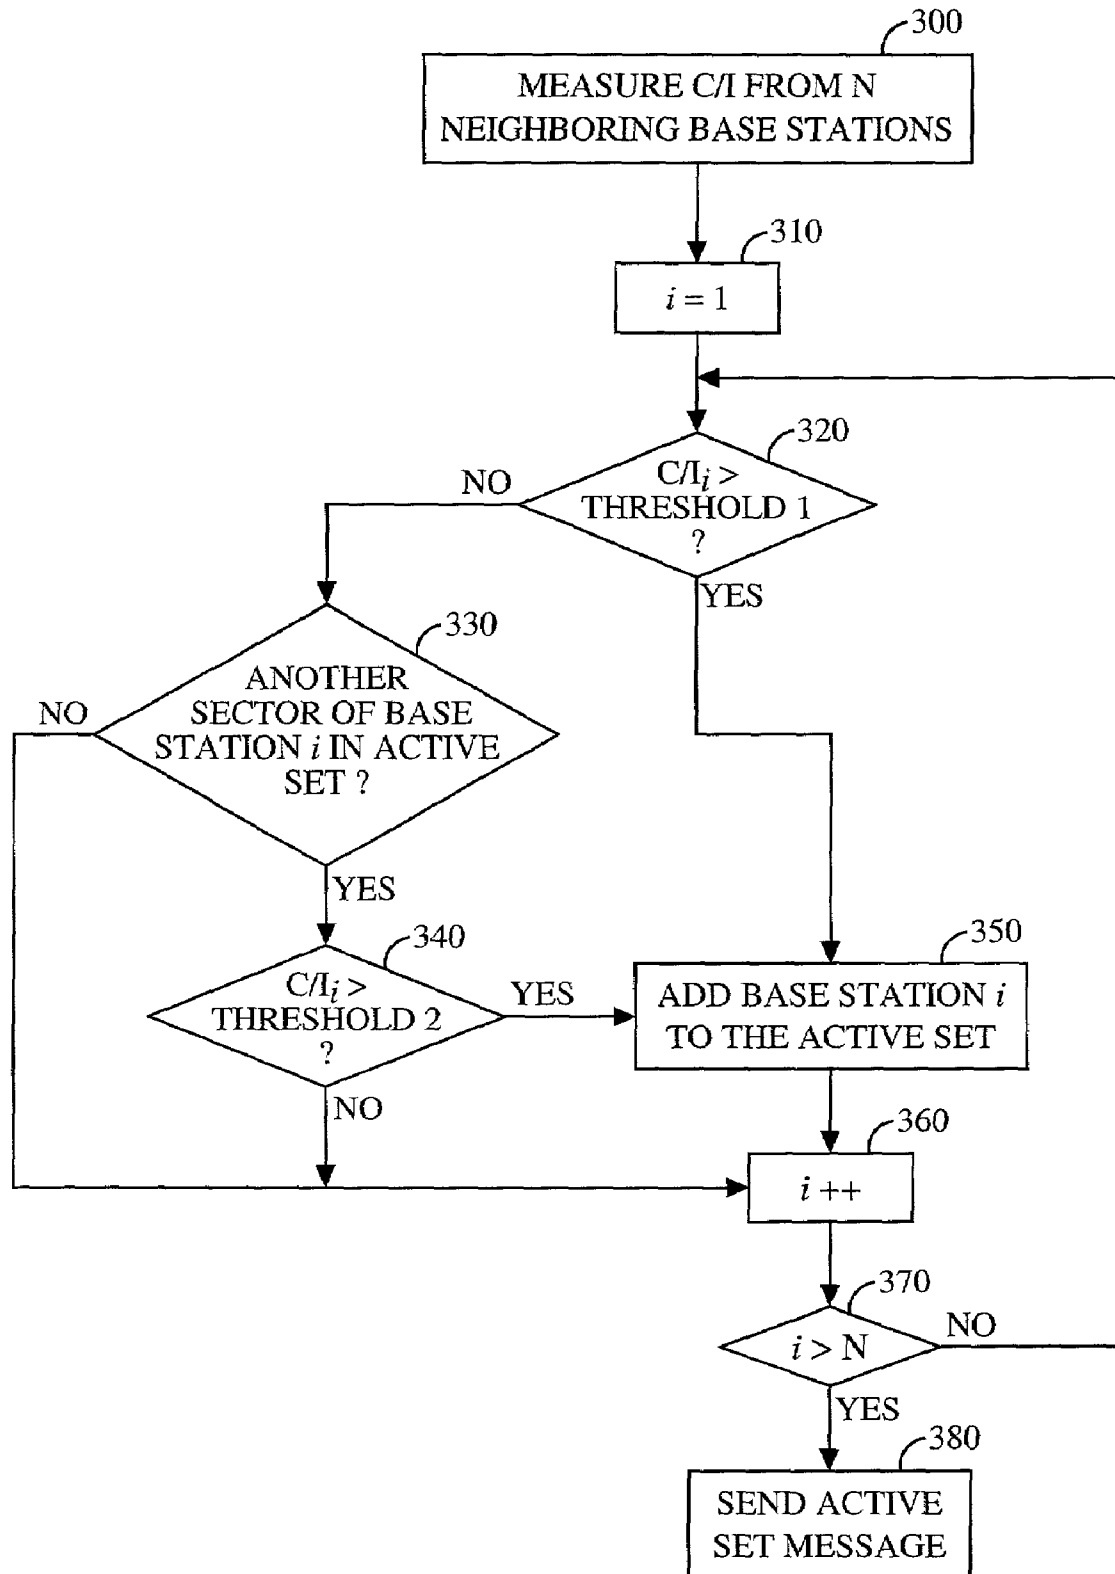 300
MEASURE C/I FROM N
NEIGHBORING BASE STATIONS
310
i = 1
320
C/Ii >
THRESHOLD 1
?
NO
YES
330
ANOTHER
SECTOR OF BASE
STATION i IN ACTIVE
SET ?
NO
YES
340
C/Ii >
THRESHOLD 2
?
YES
NO
350
ADD BASE STATION i
TO THE ACTIVE SET
360
i ++
370
i > N
NO
YES
380
SEND ACTIVE
SET MESSAGE